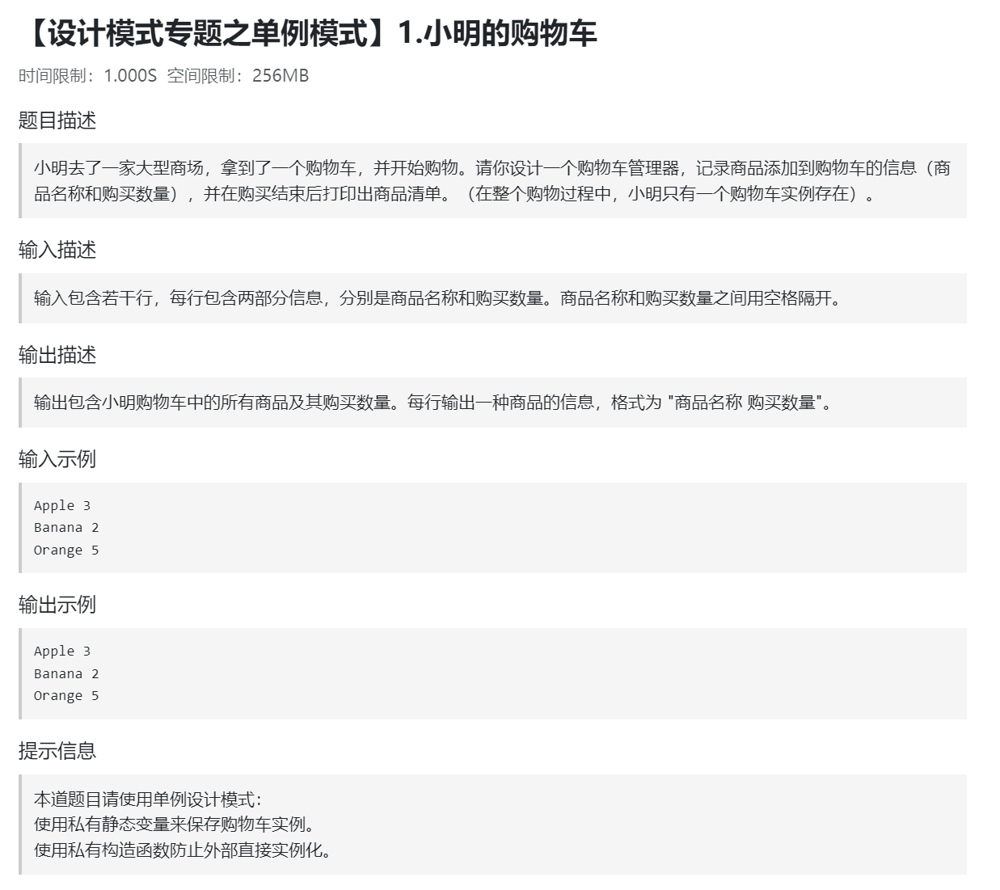 【设计模式专题之单例模式】1.小明的购物车
时间限制：1.000S 空间限制：256MB
题目描述
小明去了一家大型商场，拿到了一个购物车，并开始购物。请你设计一个购物车管理器，记录商品添加到购物车的信息（商
品名称和购买数量），并在购买结束后打印出商品清单。（在整个购物过程中，小明只有一个购物车实例存在）。
输入描述
输入包含若干行，每行包含两部分信息，分别是商品名称和购买数量。商品名称和购买数量之间用空格隔开。
输出描述
输出包含小明购物车中的所有商品及其购买数量。每行输出一种商品的信息，格式为 "商品名称 购买数量"。
输入示例
Apple 3
Banana 2
Orange 5
输出示例
Apple 3
Banana 2
Orange 5
提示信息
本道题目请使用单例设计模式：
使用私有静态变量来保存购物车实例。
使用私有构造函数防止外部直接实例化。